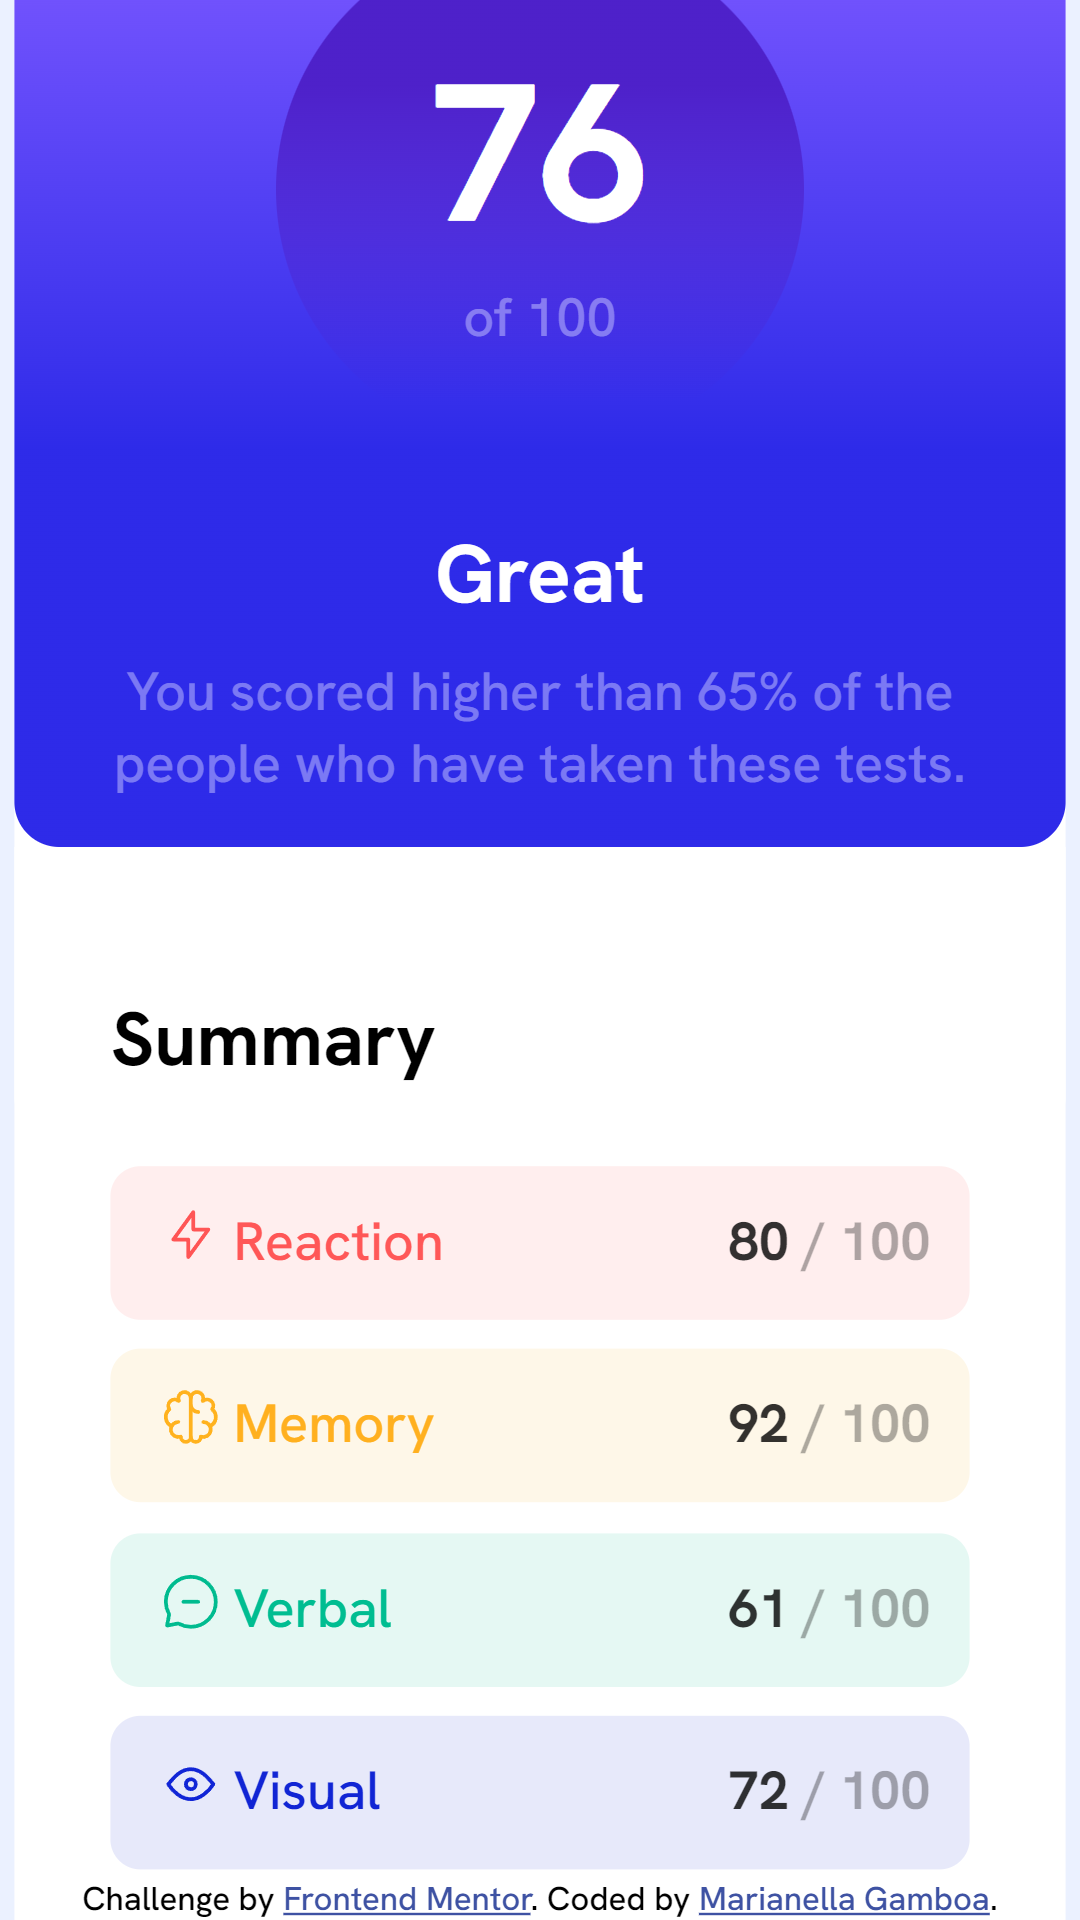 76
of 100
Great
You scored higher than 65% of the
people who have taken these tests.
Summary
Reaction 80 / 100
Memory 92 / 100
Verbal 61 / 100
Visual 72 / 100
Challenge by Frontend Mentor. Coded by Marianella Gamboa.